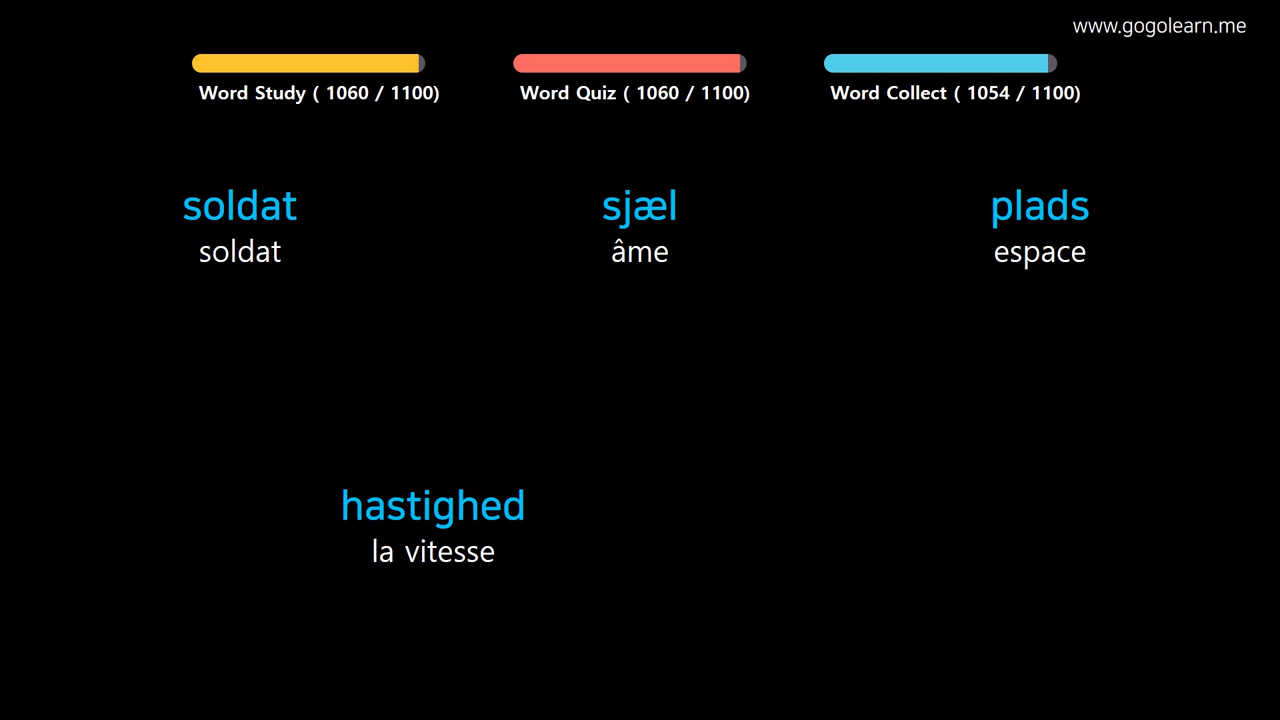 www.gogolearn.me
Word Study ( 1060 / 1100)
Word Quiz ( 1060 / 1100)
Word Collect ( 1054 / 1100)
soldat
soldat
sjæl
âme
plads
espace
hastighed
la vitesse